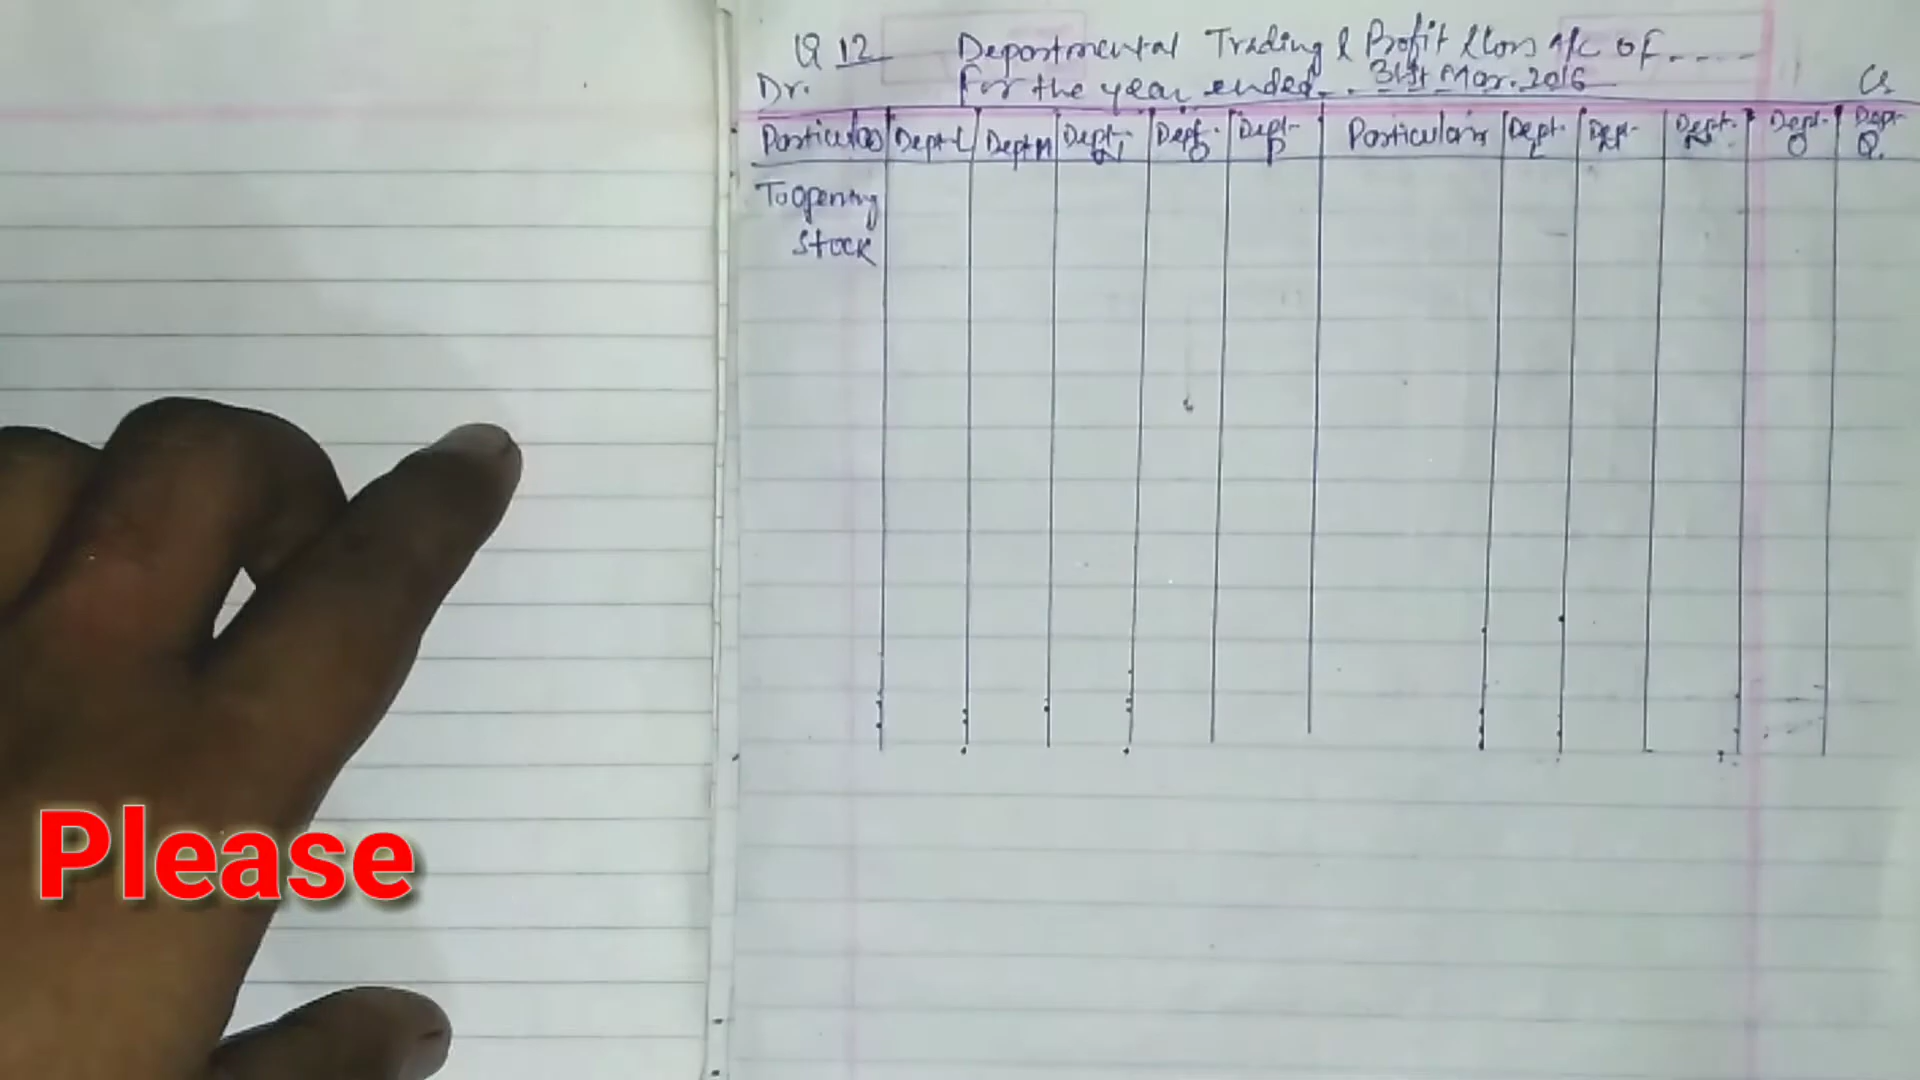 Q 12 Departmental Trading & Profit & Loss A/c of ----
Dr. for the year ended.. 31st Mar. 2016 Cr
Particulars Dept-L Dept M Dept. N Dept. O Dept- P Particulars Dept. L Dept- Dept. N Dept- O Dept- Q.
To opening
stock
Please